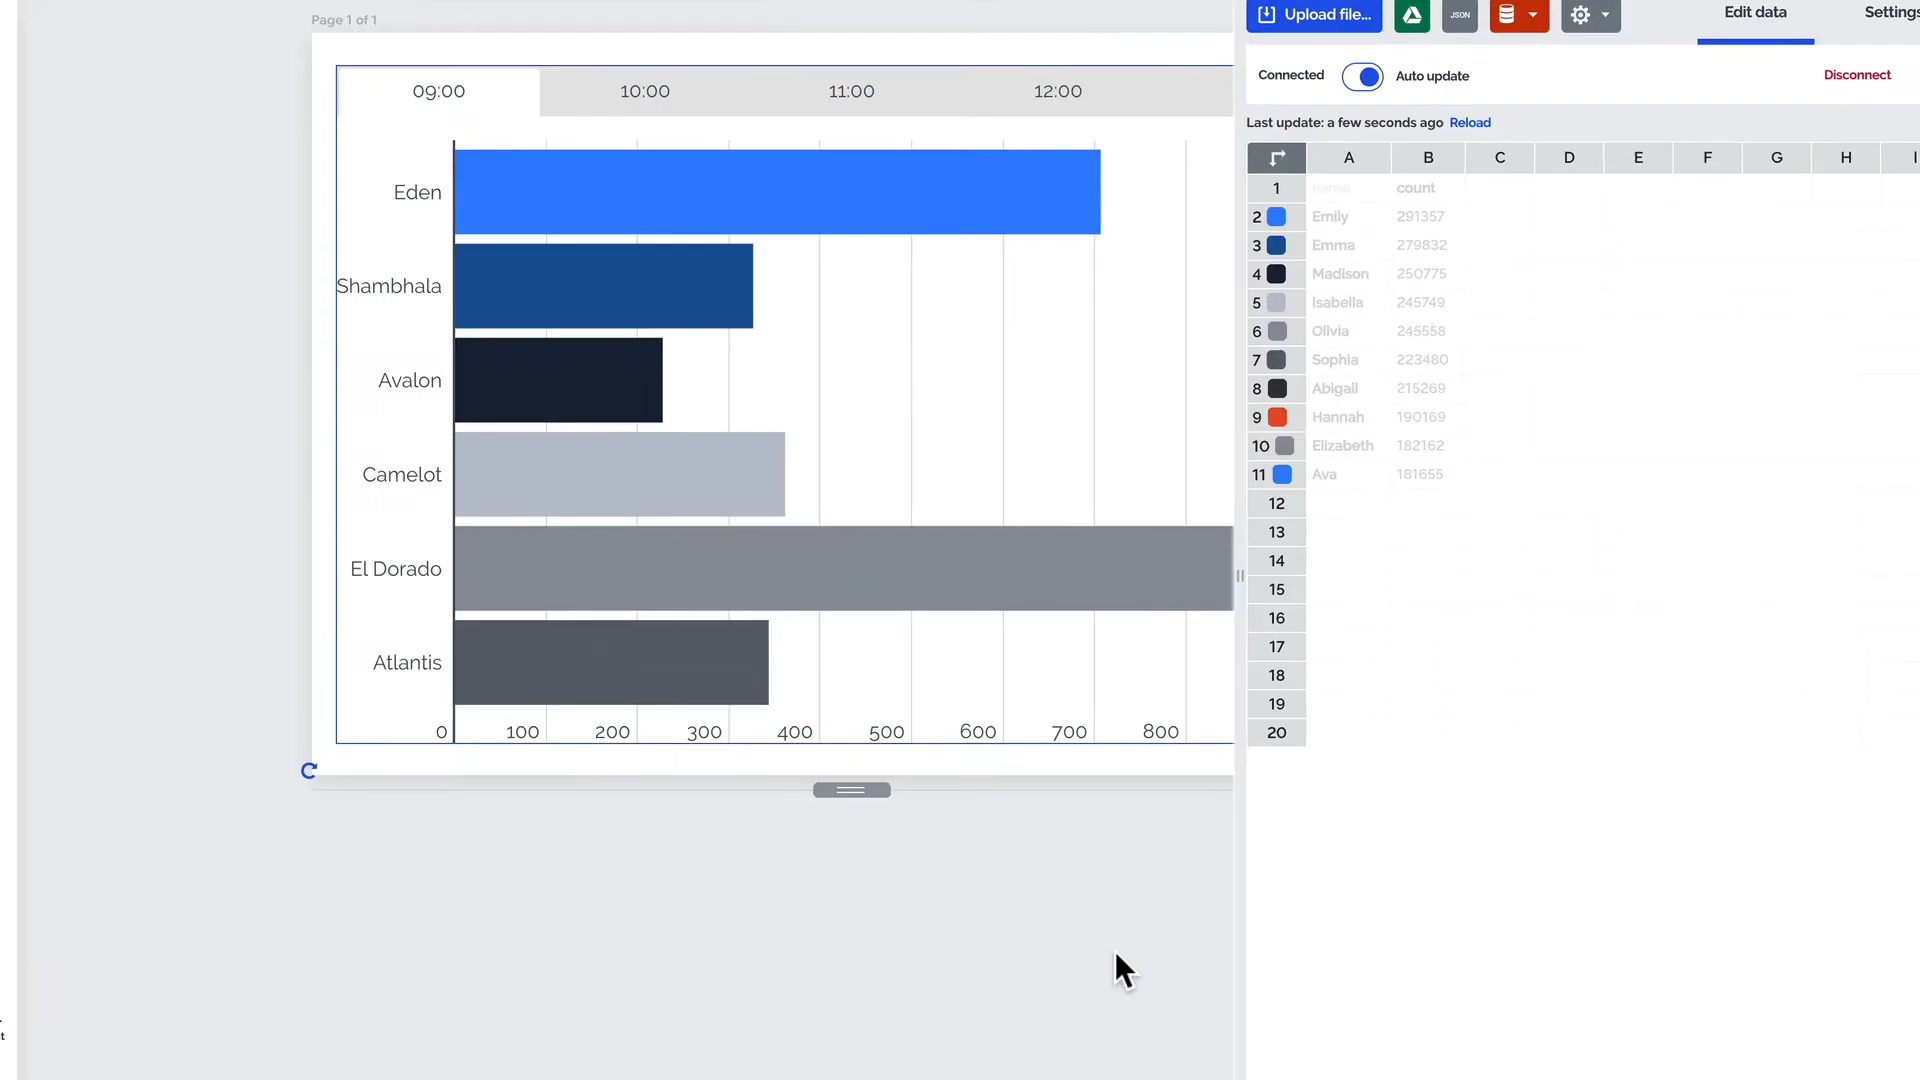 Page 1 of 1
09:00 10:00 11:00 12:00
Eden
Shambhala
Avalon
Camelot
El Dorado
Atlantis
0 100 200 300 400 500 600 700 800
Upload file...
JSON
Edit data
Settings
Connected
Auto update
Disconnect
Last update: a few seconds ago Reload
A B C D E F G H I
1 name count
2 Emily 291357
3 Emma 279832
4 Madison 250775
5 Isabella 245749
6 Olivia 245558
7 Sophia 223480
8 Abigail 215269
9 Hannah 190169
10 Elizabeth 182162
11 Ava 181655
12
13
14
15
16
17
18
19
20